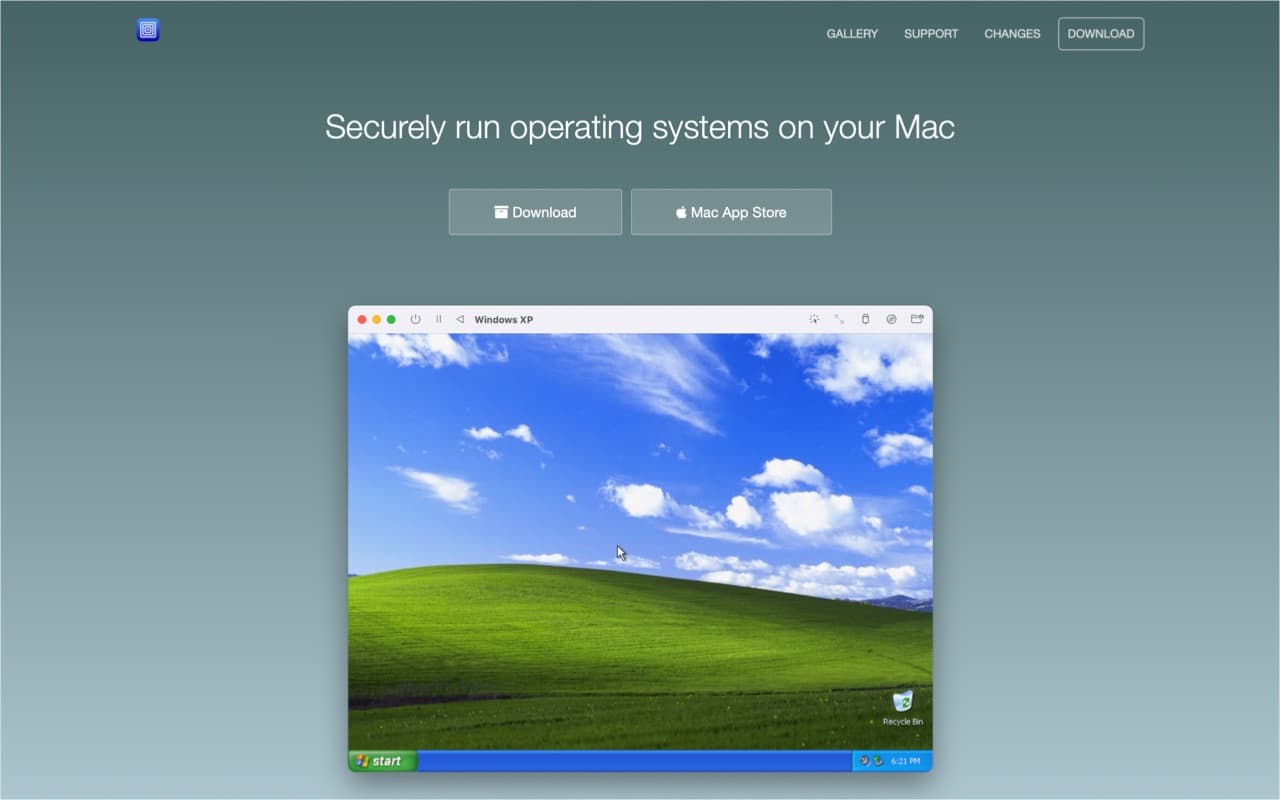 GALLERY SUPPORT CHANGES DOWNLOAD
Securely run operating systems on your Mac
Download Mac App Store
Windows XP
Recycle Bin
start 6:21 PM